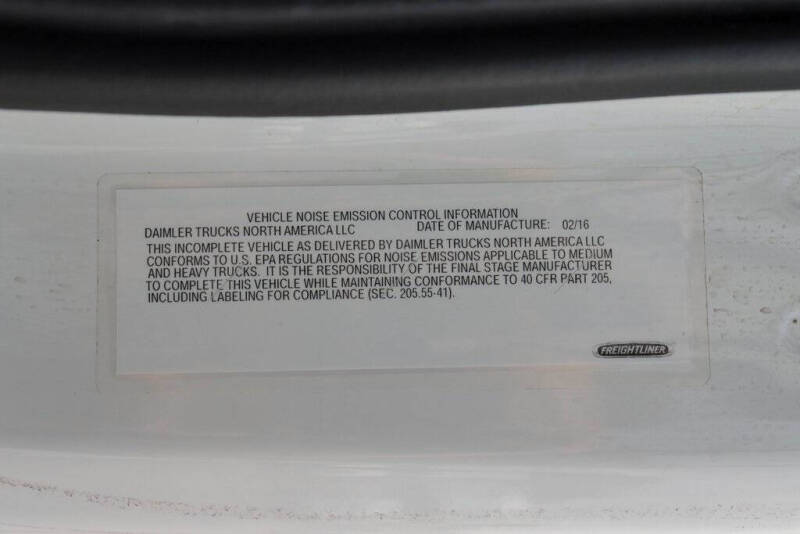 VEHICLE NOISE EMISSION CONTROL INFORMATION
DAIMLER TRUCKS NORTH AMERICA LLC DATE OF MANUFACTURE: 02/16
THIS INCOMPLETE VEHICLE AS DELIVERED BY DAIMLER TRUCKS NORTH AMERICA LLC
CONFORMS TO U.S. EPA REGULATIONS FOR NOISE EMISSIONS APPLICABLE TO MEDIUM
AND HEAVY TRUCKS. IT IS THE RESPONSIBILITY OF THE FINAL STAGE MANUFACTURER
TO COMPLETE THIS VEHICLE WHILE MAINTAINING CONFORMANCE TO 40 CFR PART 205,
INCLUDING LABELING FOR COMPLIANCE (SEC. 205.55-41).
FREIGHTLINER